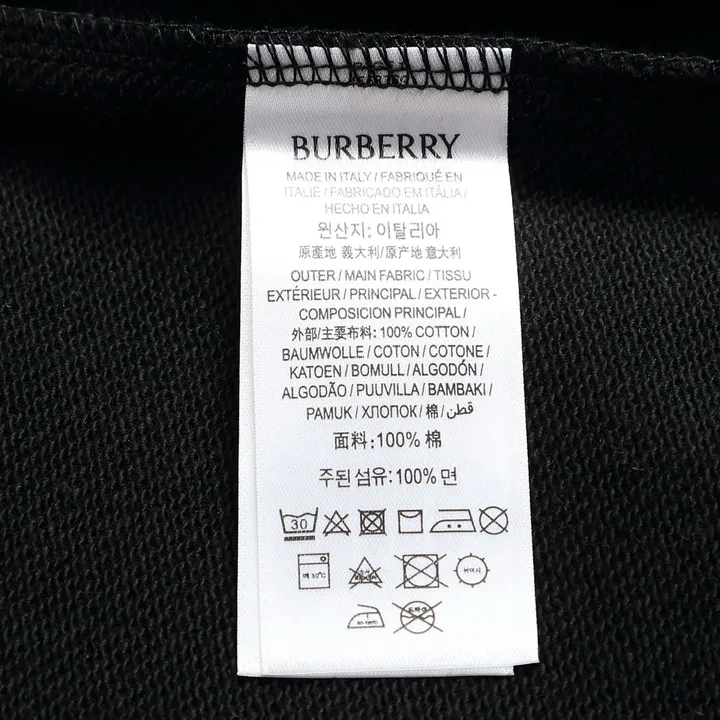 BURBERRY
MADE IN ITALY / FABRIQUÉ EN
ITALIE / FABRICADO EM ITÁLIA /
HECHO EN ITALIA
원산지: 이탈리아
原產地 義大利/原产地 意大利
OUTER / MAIN FABRIC / TISSU
EXTÉRIEUR / PRINCIPAL / EXTERIOR -
COMPOSICION PRINCIPAL /
外部/主要布料: 100% COTTON /
BAUMWOLLE / COTON / COTONE /
KATOEN / BOMULL / ALGODÓN /
ALGODÃO / PUUVILLA / BAMBAKI /
PAMUK / ХЛОПОК / 棉 / قطن
面料:100% 棉
주된 섬유:100% 면
30
약 30℃